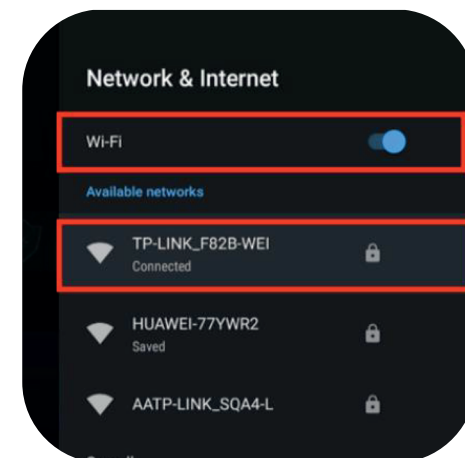 Network & Internet
Wi-Fi
Available networks
TP-LINK_F82B-WEI
Connected
HUAWEI-77YWR2
Saved
AATP-LINK_SQA4-L